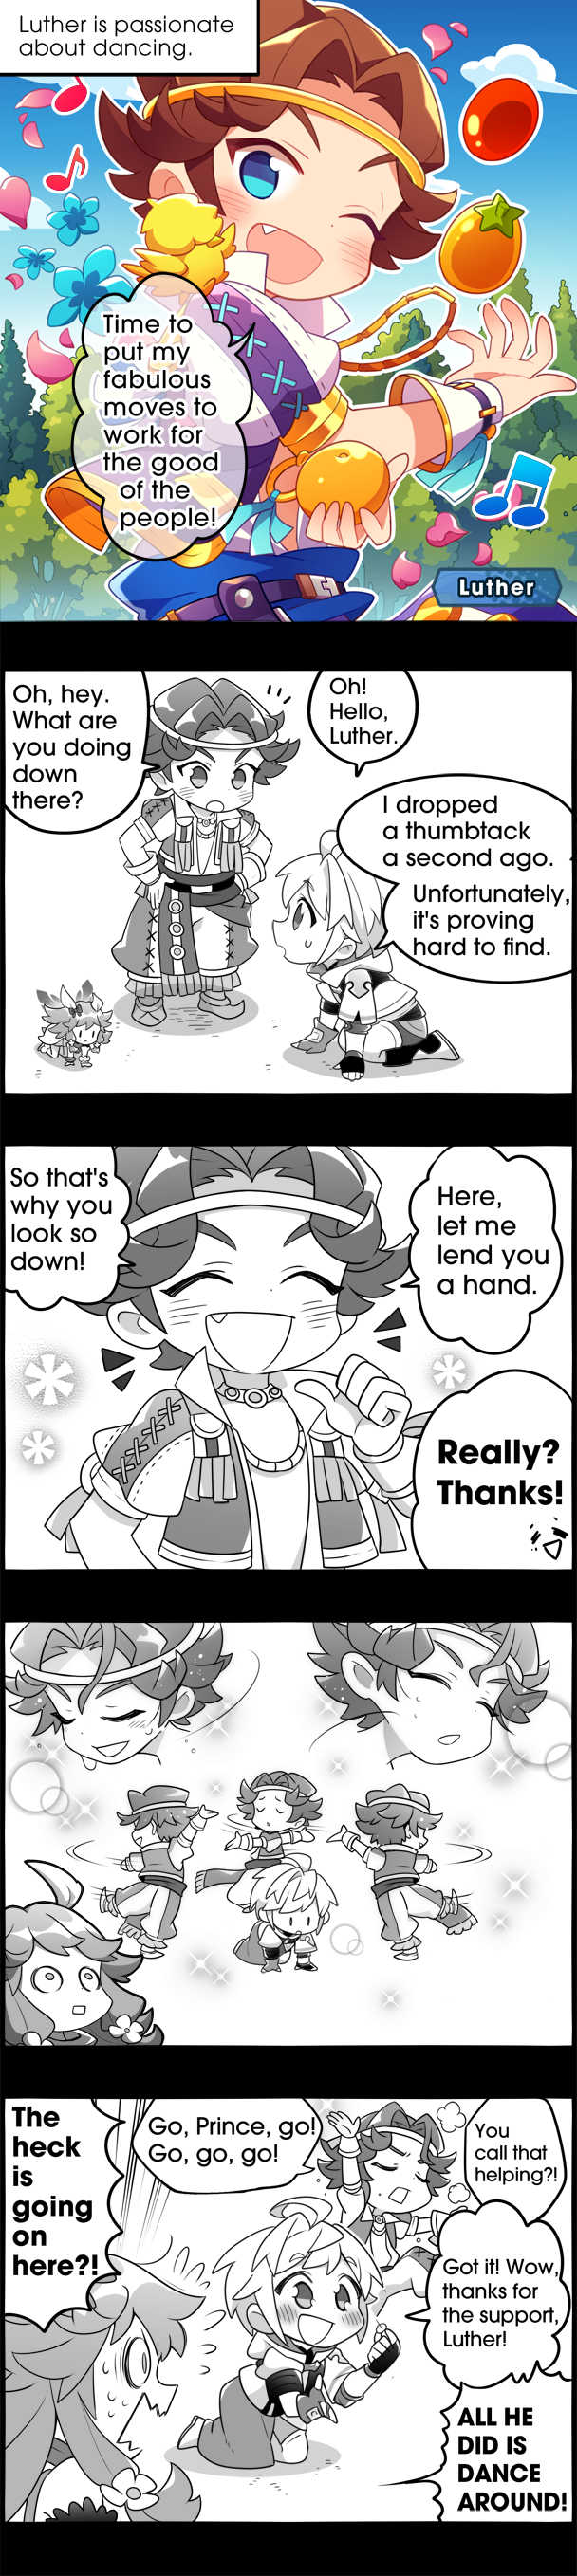 Luther is passionate
about dancing.
Time to
put my
fabulous
moves to
work for
the good
of the
people!
Luther
Oh, hey.
What are
you doing
down
there?
Oh!
Hello,
Luther.
I dropped
a thumbtack
a second ago.
Unfortunately,
it's proving
hard to find.
So that's
why you
look so
down!
Here,
let me
lend you
a hand.
Really?
Thanks!
The
heck
is
going
on
here?!
Go, Prince, go!
Go, go, go!
You
call that
helping?!
Got it! Wow,
thanks for
the support,
Luther!
ALL HE
DID IS
DANCE
AROUND!